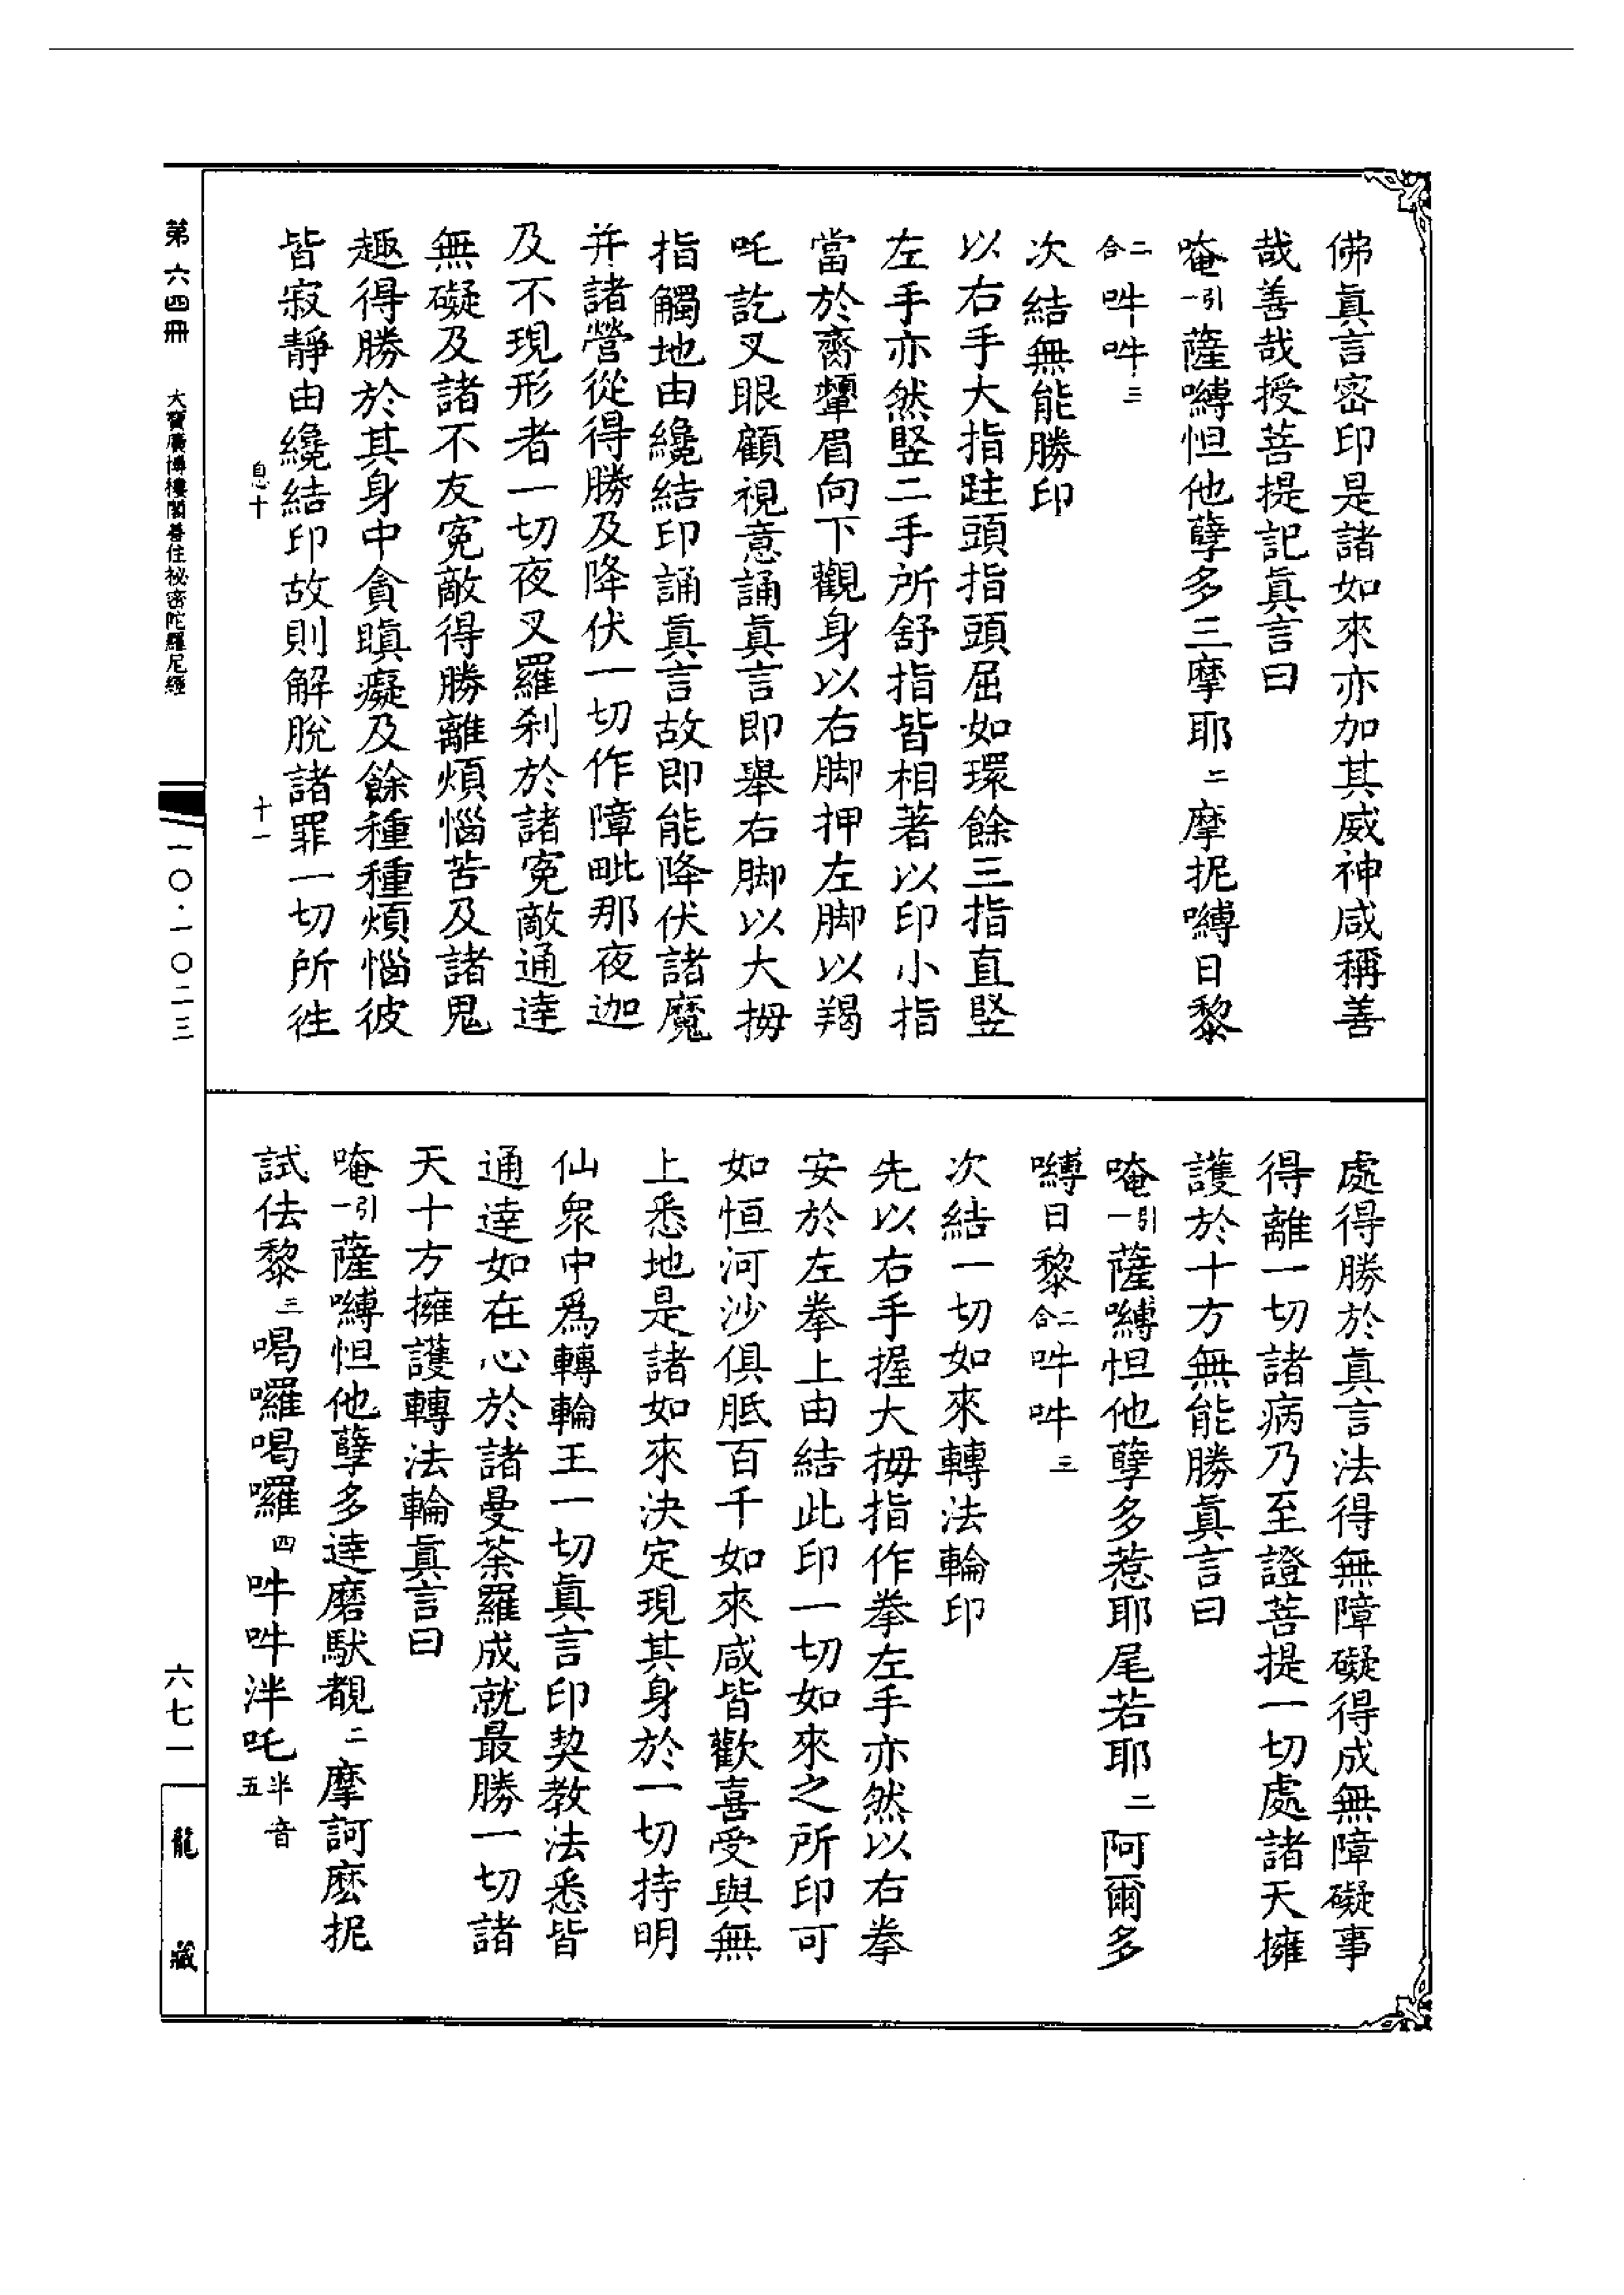 佛眞言密印是諸如來亦加其威神咸稱善
哉善哉授菩提記眞言曰
唵引一薩嚩怛他孽多三摩耶二摩抳嚩日黎
二合吽吽三
次結無能勝印
以右手大指跓頭指頭屈如環餘三指直竪
左手亦然竪二手所舒指皆相著以印小指
當於齎顰眉向下觀身以右脚押左脚以羯
吒訖叉眼顧視意誦眞言即舉右脚以大拇
指觸地由纔結印誦眞言故即能降伏諸魔
并諸營從得勝及降伏一切作障毗那夜迦
及不現形者一切夜叉羅刹於諸寃敵通達
無礙及諸不友寃敵得勝離煩惱苦及諸鬼
趣得勝於其身中貪瞋癡及餘種種煩惱彼
皆寂靜由纔結印故則解脫諸罪一切所往
息十
十一
處得勝於眞言法得無障礙得成無障礙事
得離一切諸病乃至證菩提一切處諸天擁
護於十方無能勝眞言曰
唵引一薩嚩怛他孽多惹耶尾若耶二阿爾多
嚩日黎二合吽吽三
次結一切如來轉法輪印
先以右手握大拇指作拳左手亦然以右拳
安於左拳上由結此印一切如來之所印可
如恒河沙俱胝百千如來咸皆歡喜受與無
上悉地是諸如來決定現其身於一切持明
仙衆中爲轉輪王一切眞言印契教法悉皆
通達如在心於諸曼荼羅成就最勝一切諸
天十方擁護轉法輪眞言曰
唵引一薩嚩怛他孽多達磨馱覩二摩訶麽抳
試佉黎三喝囉喝囉四吽吽泮吒半音五
第六四冊
大寶廣博樓閣善住祕密陀羅尼經
一〇·一〇二三
六七一
龍藏